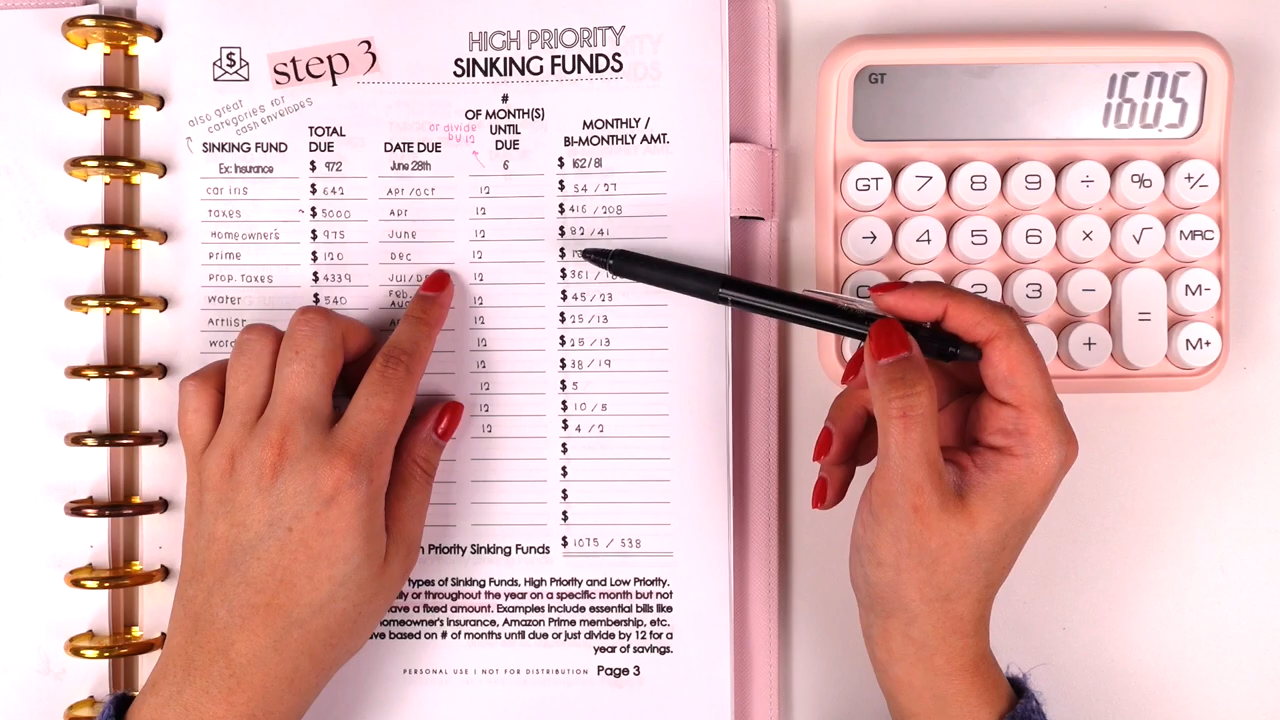 step 3
HIGH PRIORITY
SINKING FUNDS
also great
categories for
cash envelopes
or divide
by 12
SINKING FUND TOTAL DUE DATE DUE # OF MONTH(S) UNTIL DUE MONTHLY / BI-MONTHLY AMT.
Ex: Insurance $ 972 June 28th 6 $ 162/81
car ins $ 642 Apr/Oct 12 $ 54 / 27
taxes ~ $ 5000 Apr 12 $ 416 / 208
Homeowner's $ 975 June 12 $ 82/41
Prime $ 120 Dec 12 $
Prop. Taxes $ 4339 Jul/ 12 $ 361 /
water $ 540 Feb. 12 $ 45 / 23
Artlist 12 $ 25 / 13
12 $ 25 / 13
12 $ 38 / 19
12 $ 5
12 $ 10 / 5
12 $ 4 / 2
$
$
$
$
Priority Sinking Funds $ 1075 / 538
types of Sinking Funds, High Priority and Low Priority.
or throughout the year on a specific month but not
a fixed amount. Examples include essential bills like
insurance, Amazon Prime membership, etc.
based on # of months until due or just divide by 12 for a
year of savings.
PERSONAL USE | NOT FOR DISTRIBUTION Page 3
GT
160.5
GT 7 8 9 ÷ % +/-
→ 4 5 6 × √ MRC
2 3 − M-
+ = M+